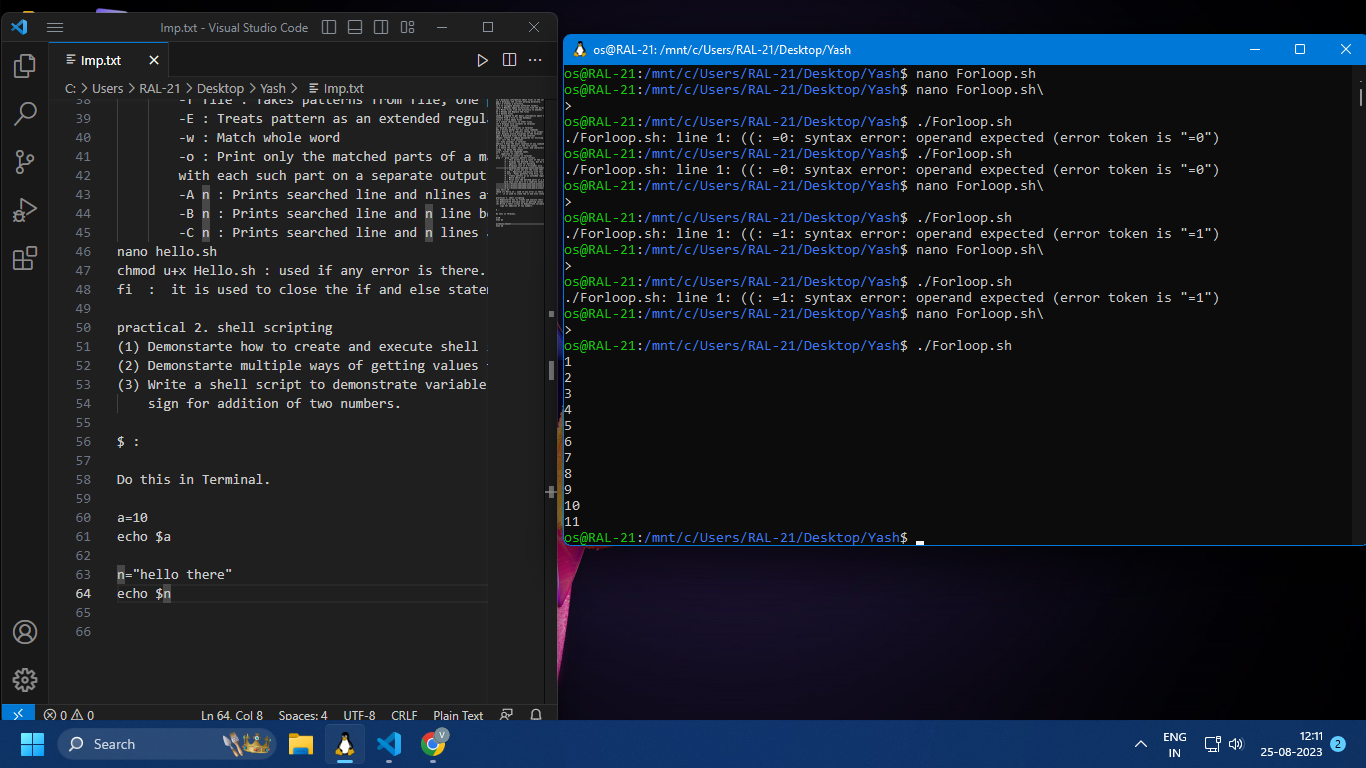 Imp.txt - Visual Studio Code
Imp.txt
C: > Users > RAL-21 > Desktop > Yash > Imp.txt
38 -f file : Takes patterns from file, one
39 -E : Treats pattern as an extended regul
40 -w : Match whole word
41 -o : Print only the matched parts of a ma
42 with each such part on a separate output
43 -A n : Prints searched line and nlines a
44 -B n : Prints searched line and n line b
45 -C n : Prints searched line and n lines
46 nano hello.sh
47 chmod u+x Hello.sh : used if any error is there.
48 fi : it is used to close the if and else state
49
50 practical 2. shell scripting
51 (1) Demonstarte how to create and execute shell
52 (2) Demonstarte multiple ways of getting values
53 (3) Write a shell script to demonstrate variable
54 sign for addition of two numbers.
55
56 $ :
57
58 Do this in Terminal.
59
60 a=10
61 echo $a
62
63 n="hello there"
64 echo $n
65
66
0 0 Ln 64, Col 8 Spaces: 4 UTF-8 CRLF Plain Text
os@RAL-21: /mnt/c/Users/RAL-21/Desktop/Yash
os@RAL-21:/mnt/c/Users/RAL-21/Desktop/Yash$ nano Forloop.sh
os@RAL-21:/mnt/c/Users/RAL-21/Desktop/Yash$ nano Forloop.sh\
>
os@RAL-21:/mnt/c/Users/RAL-21/Desktop/Yash$ ./Forloop.sh
./Forloop.sh: line 1: ((: =0: syntax error: operand expected (error token is "=0")
os@RAL-21:/mnt/c/Users/RAL-21/Desktop/Yash$ ./Forloop.sh
./Forloop.sh: line 1: ((: =0: syntax error: operand expected (error token is "=0")
os@RAL-21:/mnt/c/Users/RAL-21/Desktop/Yash$ nano Forloop.sh\
>
os@RAL-21:/mnt/c/Users/RAL-21/Desktop/Yash$ ./Forloop.sh
./Forloop.sh: line 1: ((: =1: syntax error: operand expected (error token is "=1")
os@RAL-21:/mnt/c/Users/RAL-21/Desktop/Yash$ nano Forloop.sh\
>
os@RAL-21:/mnt/c/Users/RAL-21/Desktop/Yash$ ./Forloop.sh
./Forloop.sh: line 1: ((: =1: syntax error: operand expected (error token is "=1")
os@RAL-21:/mnt/c/Users/RAL-21/Desktop/Yash$ nano Forloop.sh\
>
os@RAL-21:/mnt/c/Users/RAL-21/Desktop/Yash$ ./Forloop.sh
1
2
3
4
5
6
7
8
9
10
11
os@RAL-21:/mnt/c/Users/RAL-21/Desktop/Yash$
Search
V
ENG
IN
12:11
25-08-2023
2